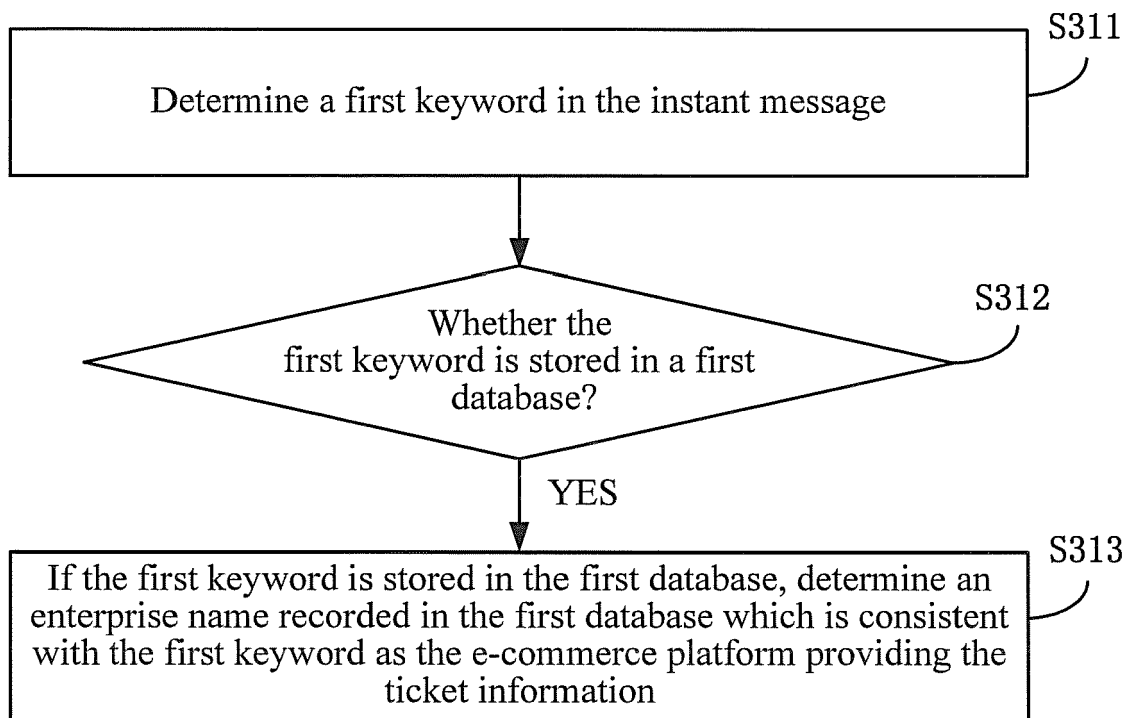 S311
Determine a first keyword in the instant message
S312
Whether the
first keyword is stored in a first
database?
YES
S313
If the first keyword is stored in the first database, determine an
enterprise name recorded in the first database which is consistent
with the first keyword as the e-commerce platform providing the
ticket information